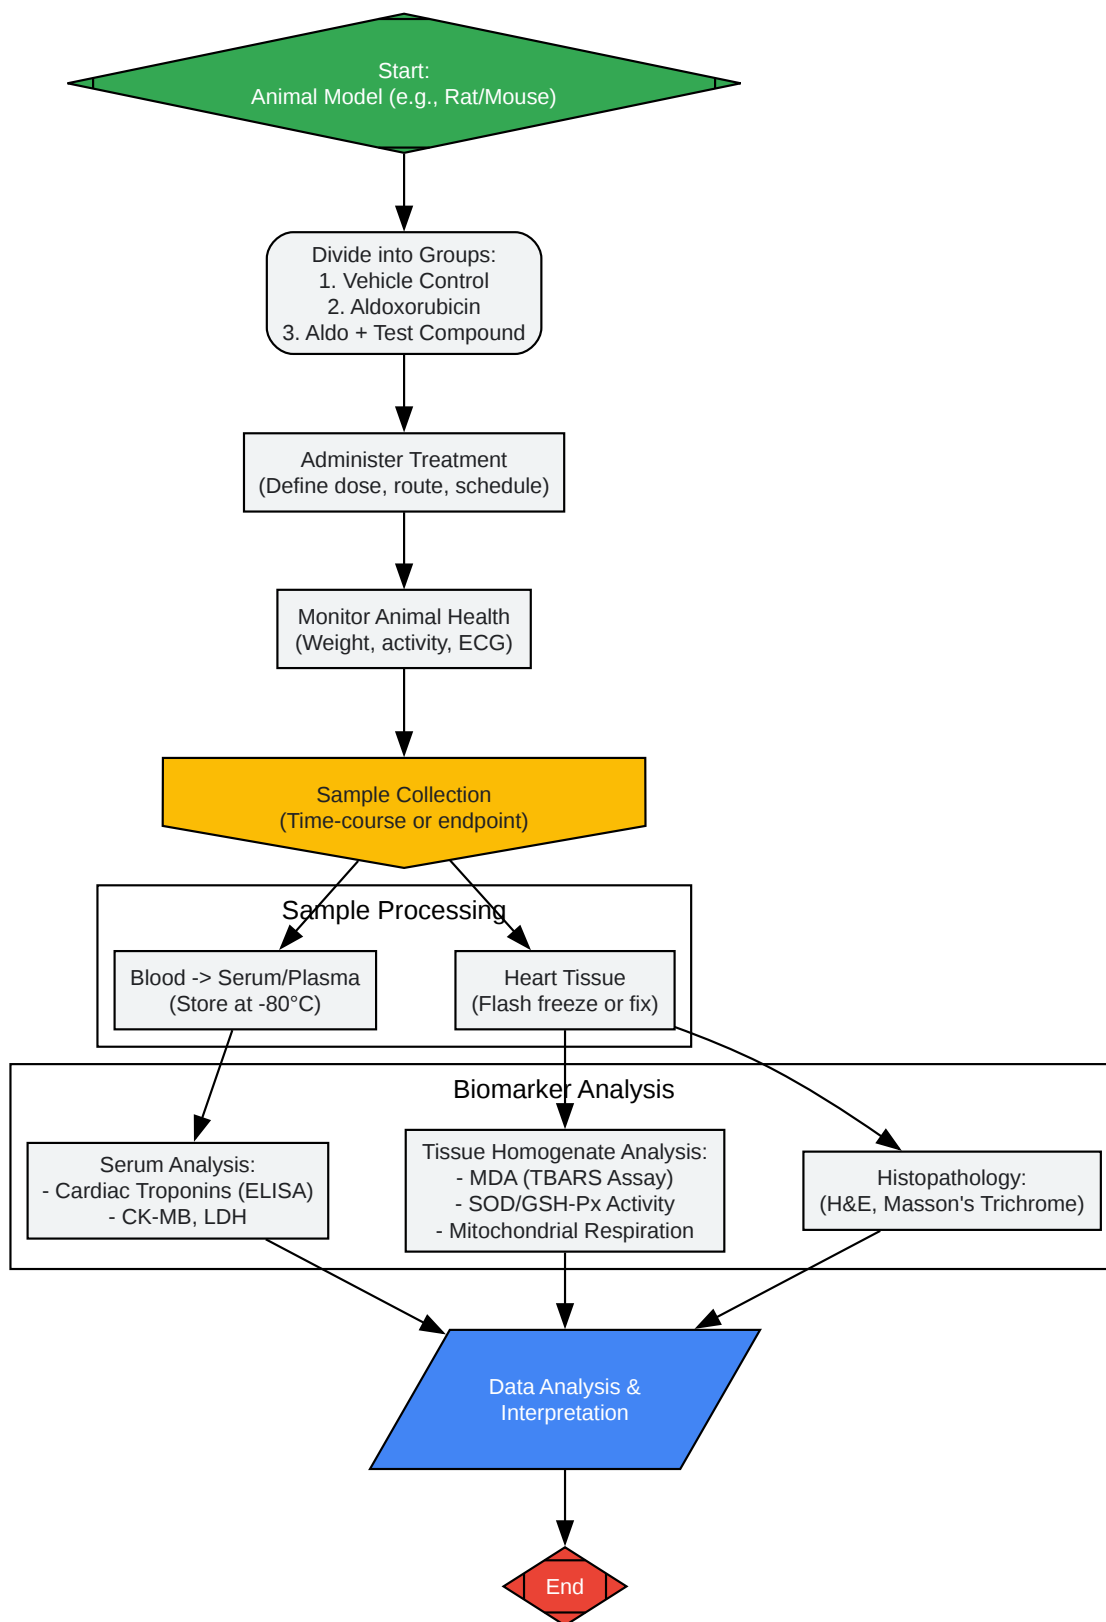 Start:
Animal Model (e.g., Rat/Mouse)
Divide into Groups:
1. Vehicle Control
2. Aldoxorubicin
3. Aldo + Test Compound
Administer Treatment
(Define dose, route, schedule)
Monitor Animal Health
(Weight, activity, ECG)
Sample Collection
(Time-course or endpoint)
Sample Processing
Blood -> Serum/Plasma
(Store at -80°C)
Heart Tissue
(Flash freeze or fix)
Biomarker Analysis
Serum Analysis:
- Cardiac Troponins (ELISA)
- CK-MB, LDH
Tissue Homogenate Analysis:
- MDA (TBARS Assay)
- SOD/GSH-Px Activity
- Mitochondrial Respiration
Histopathology:
(H&E, Masson's Trichrome)
Data Analysis &
Interpretation
End